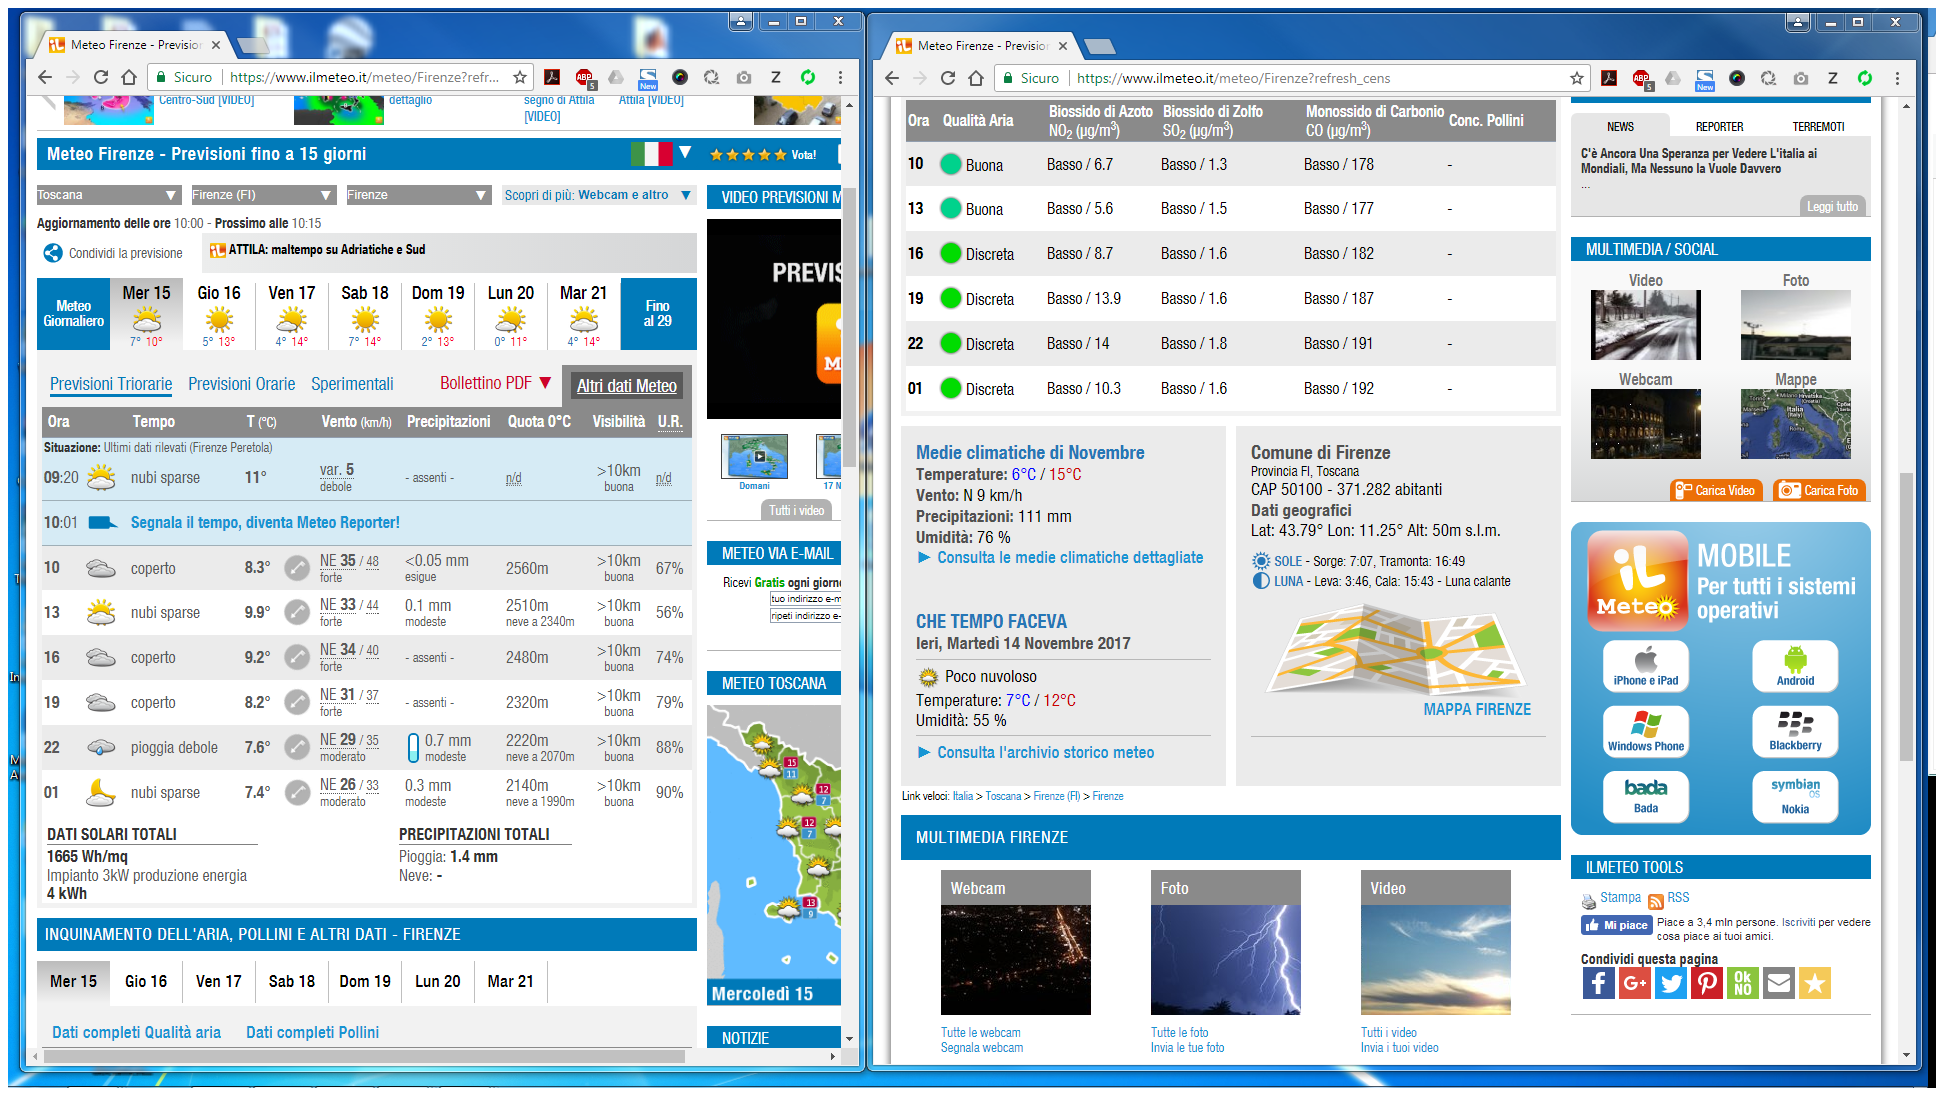 Meteo Firenze - Prevision
Sicuro
https://www.ilmeteo.it/meteo/Firenze?refr...
ABP
5
New
Z
Centro-Sud [VIDEO]
dettaglio
segno di Attila
[VIDEO]
Attila [VIDEO]
Meteo Firenze - Previsioni fino a 15 giorni
Vota!
Toscana
Firenze (FI)
Firenze
Scopri di più: Webcam e altro
Aggiornamento delle ore 10:00 - Prossimo alle 10:15
Condividi la previsione
iL ATTILA: maltempo su Adriatiche e Sud
Meteo
Giornaliero
Mer 15
7° 10°
Gio 16
5° 13°
Ven 17
4° 14°
Sab 18
7° 14°
Dom 19
2° 13°
Lun 20
0° 11°
Mar 21
4° 14°
Fino
al 29
Previsioni Triorarie Previsioni Orarie Sperimentali Bollettino PDF Altri dati Meteo
Ora Tempo T (°C) Vento (km/h) Precipitazioni Quota 0°C Visibilità U.R.
Situazione: Ultimi dati rilevati (Firenze Peretola)
09:20 nubi sparse 11° var. 5 - assenti - n/d >10km n/d
debole buona
10:01 Segnala il tempo, diventa Meteo Reporter!
10 coperto 8.3° NE 35 / 48 <0.05 mm 2560m >10km 67%
forte esigue buona
13 nubi sparse 9.9° NE 33 / 44 0.1 mm 2510m >10km 56%
forte modeste neve a 2340m buona
16 coperto 9.2° NE 34 / 40 - assenti - 2480m >10km 74%
forte buona
19 coperto 8.2° NE 31 / 37 - assenti - 2320m >10km 79%
forte buona
22 pioggia debole 7.6° NE 29 / 35 0.7 mm 2220m >10km 88%
moderato modeste neve a 2070m buona
01 nubi sparse 7.4° NE 26 / 33 0.3 mm 2140m >10km 90%
moderato modeste neve a 1990m buona
DATI SOLARI TOTALI
1665 Wh/mq
Impianto 3kW produzione energia
4 kWh
PRECIPITAZIONI TOTALI
Pioggia: 1.4 mm
Neve: -
INQUINAMENTO DELL'ARIA, POLLINI E ALTRI DATI - FIRENZE
Mer 15 Gio 16 Ven 17 Sab 18 Dom 19 Lun 20 Mar 21
Dati completi Qualità aria Dati completi Pollini
VIDEO PREVISIONI M
PREVIS
M
Domani
17 N
Tutti i video
METEO VIA E-MAIL
Ricevi Gratis ogni giorno
tuo indirizzo e-m
ripeti indirizzo e-
METEO TOSCANA
15
11
12
7
12
7
13
9
Mercoledì 15
NOTIZIE
Meteo Firenze - Prevision
Sicuro
https://www.ilmeteo.it/meteo/Firenze?refresh_cens
ABP
5
New
Z
Ora Qualità Aria Biossido di Azoto Biossido di Zolfo Monossido di Carbonio Conc. Pollini
NO2 (µg/m3) SO2 (µg/m3) CO (µg/m3)
10 Buona Basso / 6.7 Basso / 1.3 Basso / 178 -
13 Buona Basso / 5.6 Basso / 1.5 Basso / 177 -
16 Discreta Basso / 8.7 Basso / 1.6 Basso / 182 -
19 Discreta Basso / 13.9 Basso / 1.6 Basso / 187 -
22 Discreta Basso / 14 Basso / 1.8 Basso / 191 -
01 Discreta Basso / 10.3 Basso / 1.6 Basso / 192 -
Medie climatiche di Novembre
Temperature: 6°C / 15°C
Vento: N 9 km/h
Precipitazioni: 111 mm
Umidità: 76 %
Consulta le medie climatiche dettagliate
CHE TEMPO FACEVA
Ieri, Martedì 14 Novembre 2017
Poco nuvoloso
Temperature: 7°C / 12°C
Umidità: 55 %
Consulta l'archivio storico meteo
Comune di Firenze
Provincia FI, Toscana
CAP 50100 - 371.282 abitanti
Dati geografici
Lat: 43.79° Lon: 11.25° Alt: 50m s.l.m.
SOLE - Sorge: 7:07, Tramonta: 16:49
LUNA - Leva: 3:46, Cala: 15:43 - Luna calante
MAPPA FIRENZE
Link veloci: Italia > Toscana > Firenze (FI) > Firenze
MULTIMEDIA FIRENZE
Webcam
Foto
Video
Tutte le webcam
Segnala webcam
Tutte le foto
Invia le tue foto
Tutti i video
Invia i tuoi video
NEWS REPORTER TERREMOTI
C'è Ancora Una Speranza per Vedere L'italia ai
Mondiali, Ma Nessuno la Vuole Davvero
...
Leggi tutto
MULTIMEDIA / SOCIAL
Video
Foto
Webcam
Mappe
Italia
Roma
Carica Video
Carica Foto
iL
Meteo
MOBILE
Per tutti i sistemi
operativi
iPhone e iPad
Android
Windows Phone
Blackberry
bada
Bada
symbian
OS
Nokia
ILMETEO TOOLS
Stampa
RSS
Mi piace
Piace a 3,4 mln persone. Iscriviti per vedere
cosa piace ai tuoi amici.
Condividi questa pagina
G+
OK
NO